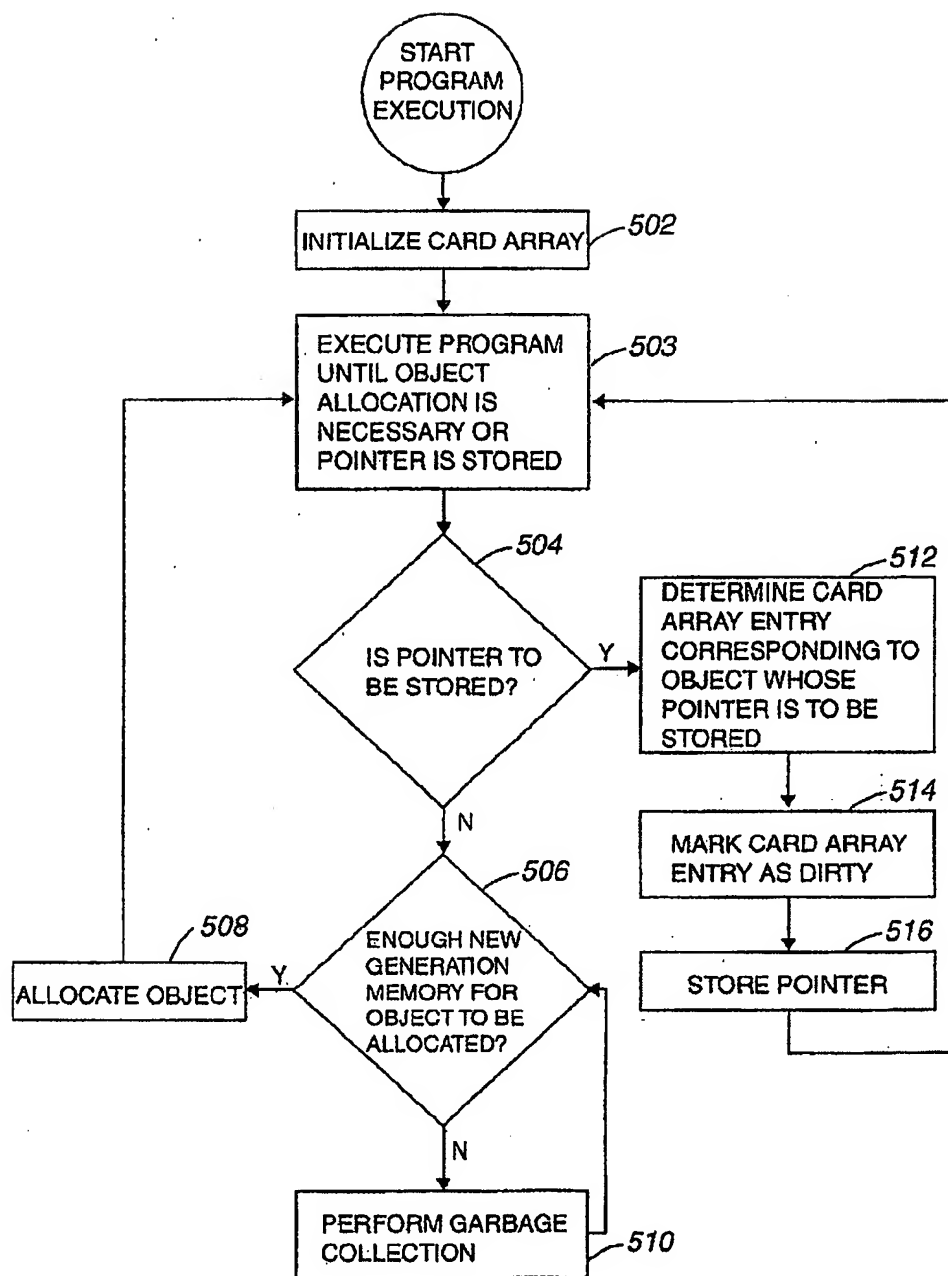 START
PROGRAM
EXECUTION
INITIALIZE CARD ARRAY
502
EXECUTE PROGRAM
UNTIL OBJECT
ALLOCATION IS
NECESSARY OR
POINTER IS STORED
503
504
IS POINTER TO
BE STORED?
Y
N
512
DETERMINE CARD
ARRAY ENTRY
CORRESPONDING TO
OBJECT WHOSE
POINTER IS TO BE
STORED
514
MARK CARD ARRAY
ENTRY AS DIRTY
516
STORE POINTER
506
ENOUGH NEW
GENERATION
MEMORY FOR
OBJECT TO BE
ALLOCATED?
Y
N
508
ALLOCATE OBJECT
PERFORM GARBAGE
COLLECTION
510